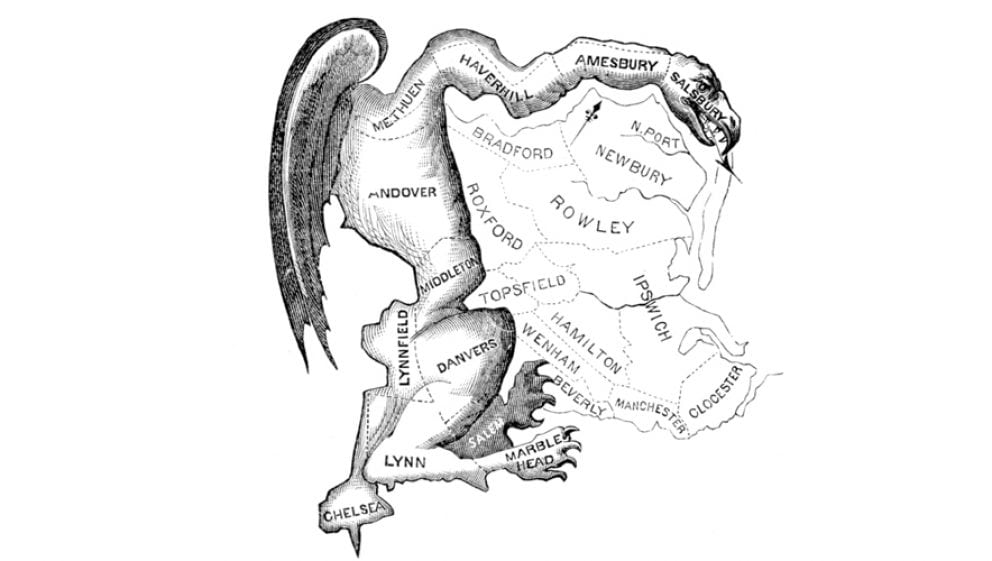 METHUEN
HAVERHILL
AMESBURY
SALSBURY
BRADFORD
N. PORT
NEWBURY
ANDOVER
ROXFORD
ROWLEY
MIDDLETON
TOPSFIELD
IPSWICH
LYNNFIELD
DANVERS
WENHAM
HAMILTON
BEVERLY
MANCHESTER
CLOCESTER
SALEM
LYNN
MARBLE
HEAD
CHELSEA